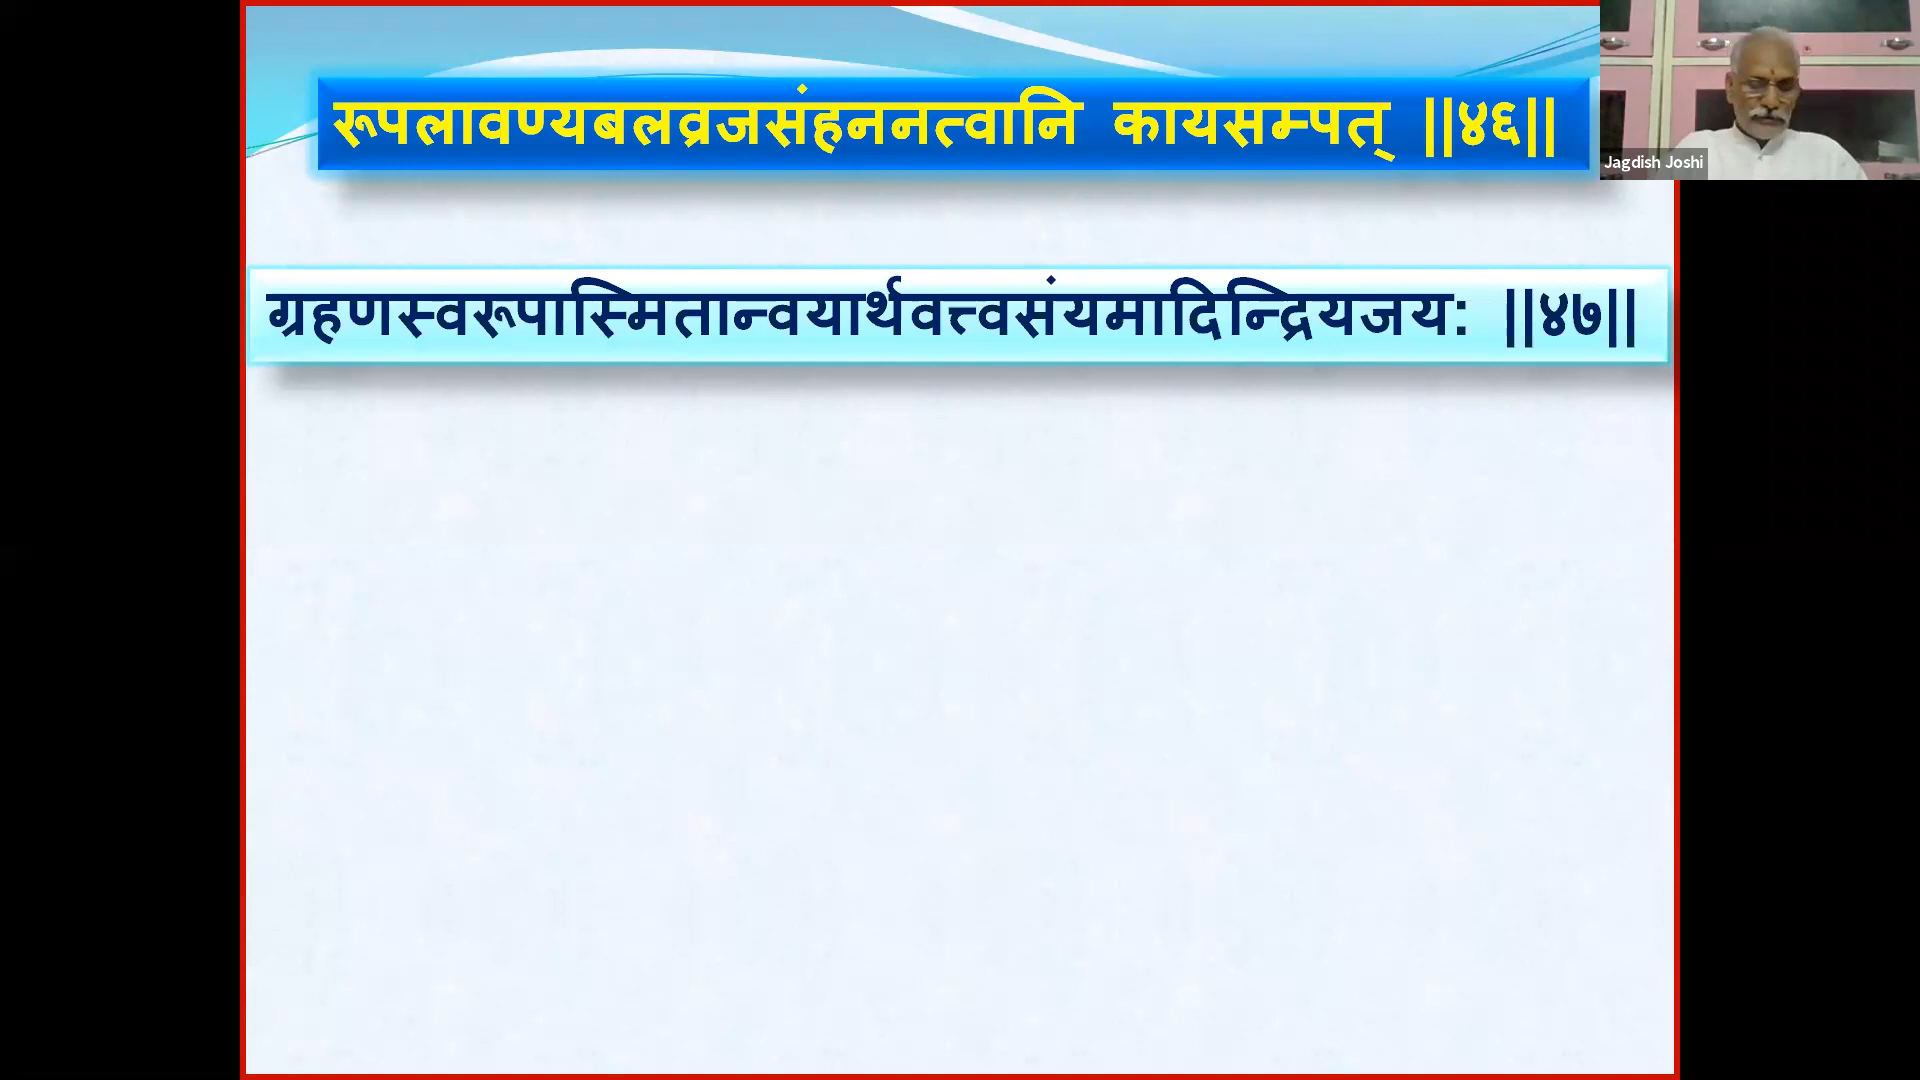 रूपलावण्यबलव्रजसंहननत्वानि कायसम्पत् ||४६||
Jagdish Joshi
ग्रहणस्वरूपास्मितान्वयार्थवत्त्वसंयमादिन्द्रियजय: ||४७||